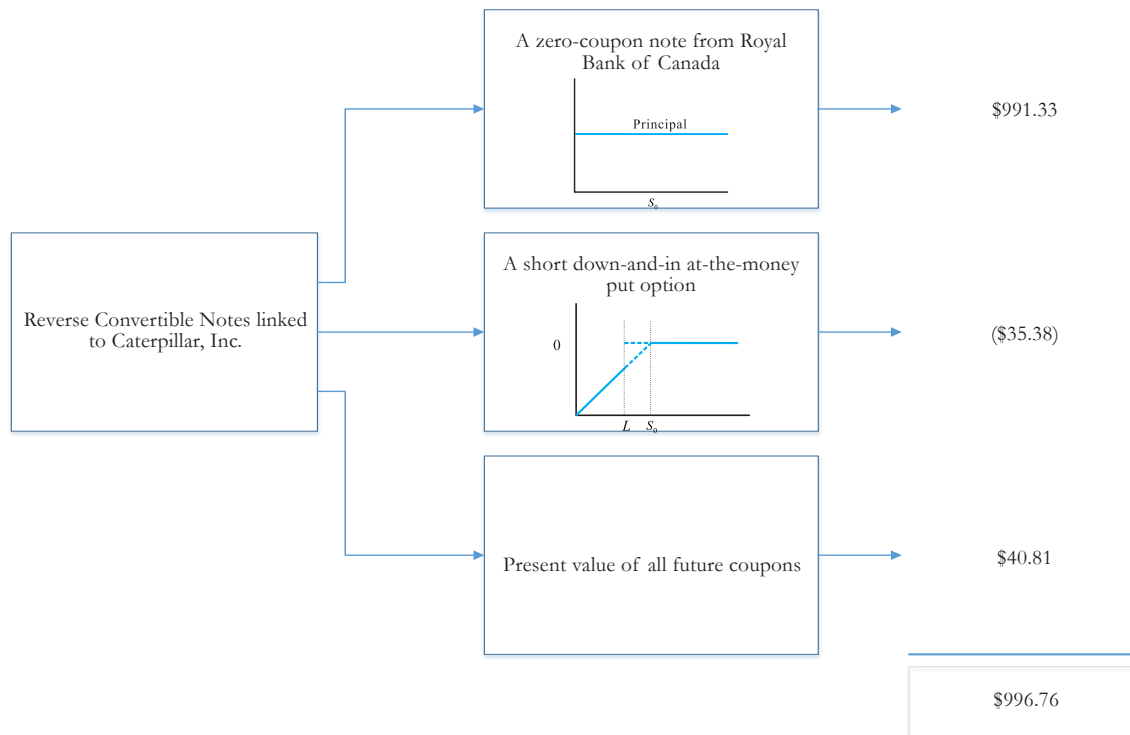 A zero-coupon note from Royal
Bank of Canada
Principal
S₀
$991.33
Reverse Convertible Notes linked
to Caterpillar, Inc.
A short down-and-in at-the-money
put option
0
L S₀
($35.38)
Present value of all future coupons
$40.81
$996.76